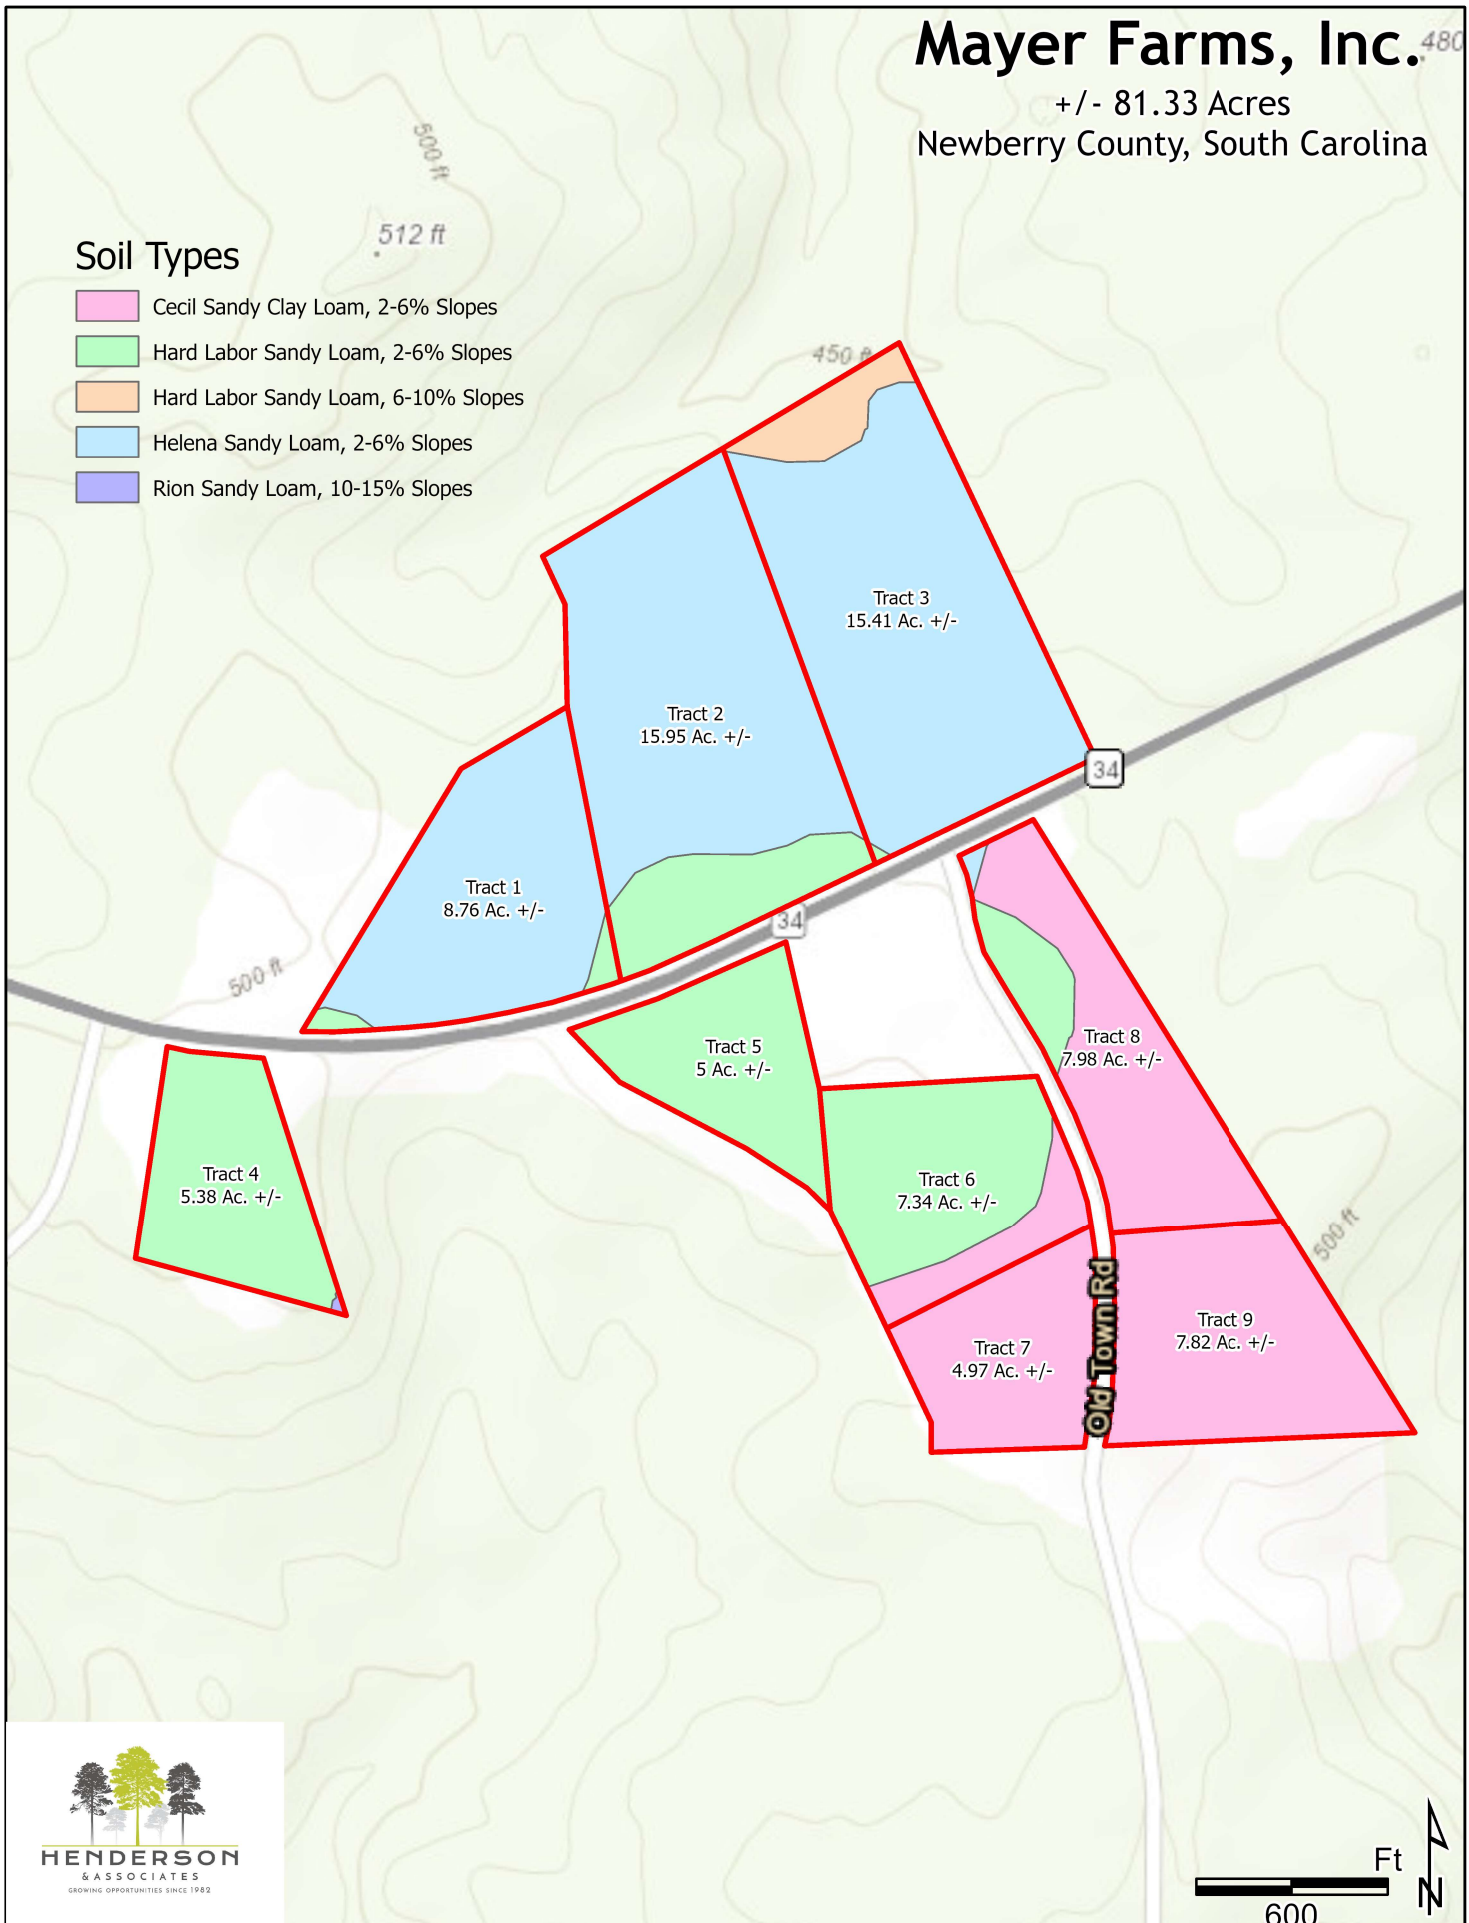 Mayer Farms, Inc.
+/- 81.33 Acres
Newberry County, South Carolina
480
500 ft
512 ft
Soil Types
Cecil Sandy Clay Loam, 2-6% Slopes
Hard Labor Sandy Loam, 2-6% Slopes
Hard Labor Sandy Loam, 6-10% Slopes
Helena Sandy Loam, 2-6% Slopes
Rion Sandy Loam, 10-15% Slopes
450 ft
Tract 3
15.41 Ac. +/-
Tract 2
15.95 Ac. +/-
34
Tract 1
8.76 Ac. +/-
34
500 ft
Tract 5
5 Ac. +/-
Tract 8
7.98 Ac. +/-
Tract 4
5.38 Ac. +/-
Tract 6
7.34 Ac. +/-
500 ft
Old Town Rd
Tract 9
7.82 Ac. +/-
Tract 7
4.97 Ac. +/-
HENDERSON
& ASSOCIATES
GROWING OPPORTUNITIES SINCE 1982
Ft
600
N